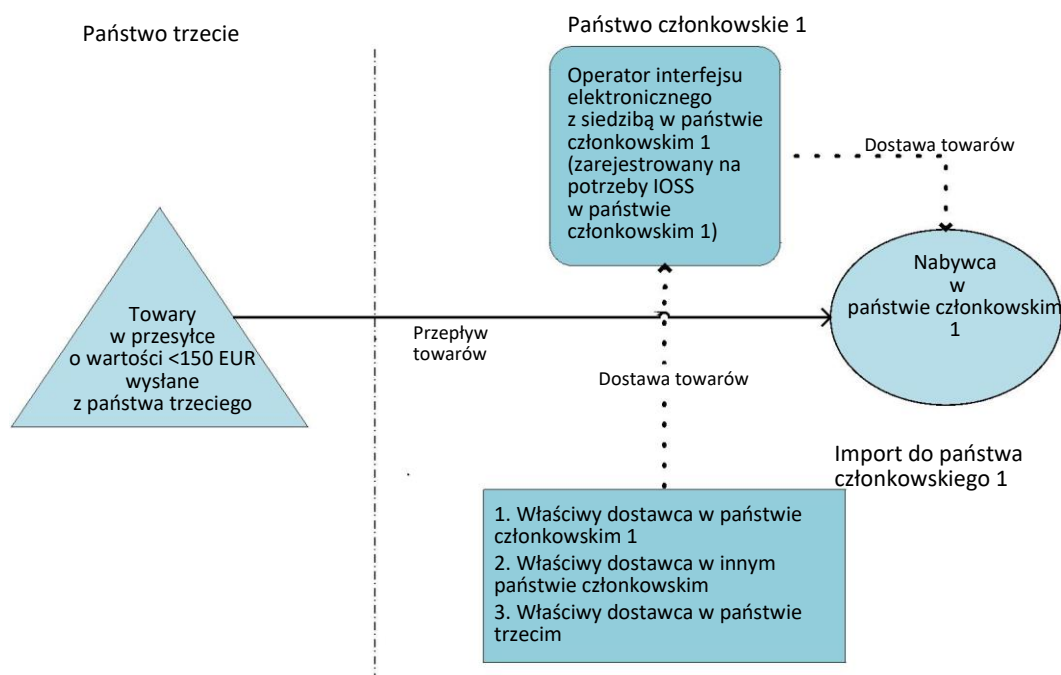 Państwo trzecie
Państwo członkowskie 1
Operator interfejsu
elektronicznego
z siedzibą w państwie
członkowskim 1
(zarejestrowany na
potrzeby IOSS
w państwie
członkowskim 1)
Dostawa towarów
Nabywca
w
państwie członkowskim
1
Towary
w przesyłce
o wartości <150 EUR
wysłane
z państwa trzeciego
Przepływ
towarów
Dostawa towarów
Import do państwa
członkowskiego 1
1. Właściwy dostawca w państwie
członkowskim 1
2. Właściwy dostawca w innym
państwie członkowskim
3. Właściwy dostawca w państwie
trzecim